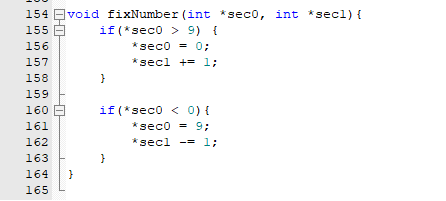 154 void fixNumber(int *sec0, int *sec1){
155 if(*sec0 > 9) {
156 *sec0 = 0;
157 *sec1 += 1;
158 }
159
160 if(*sec0 < 0){
161 *sec0 = 9;
162 *sec1 -= 1;
163 }
164 }
165